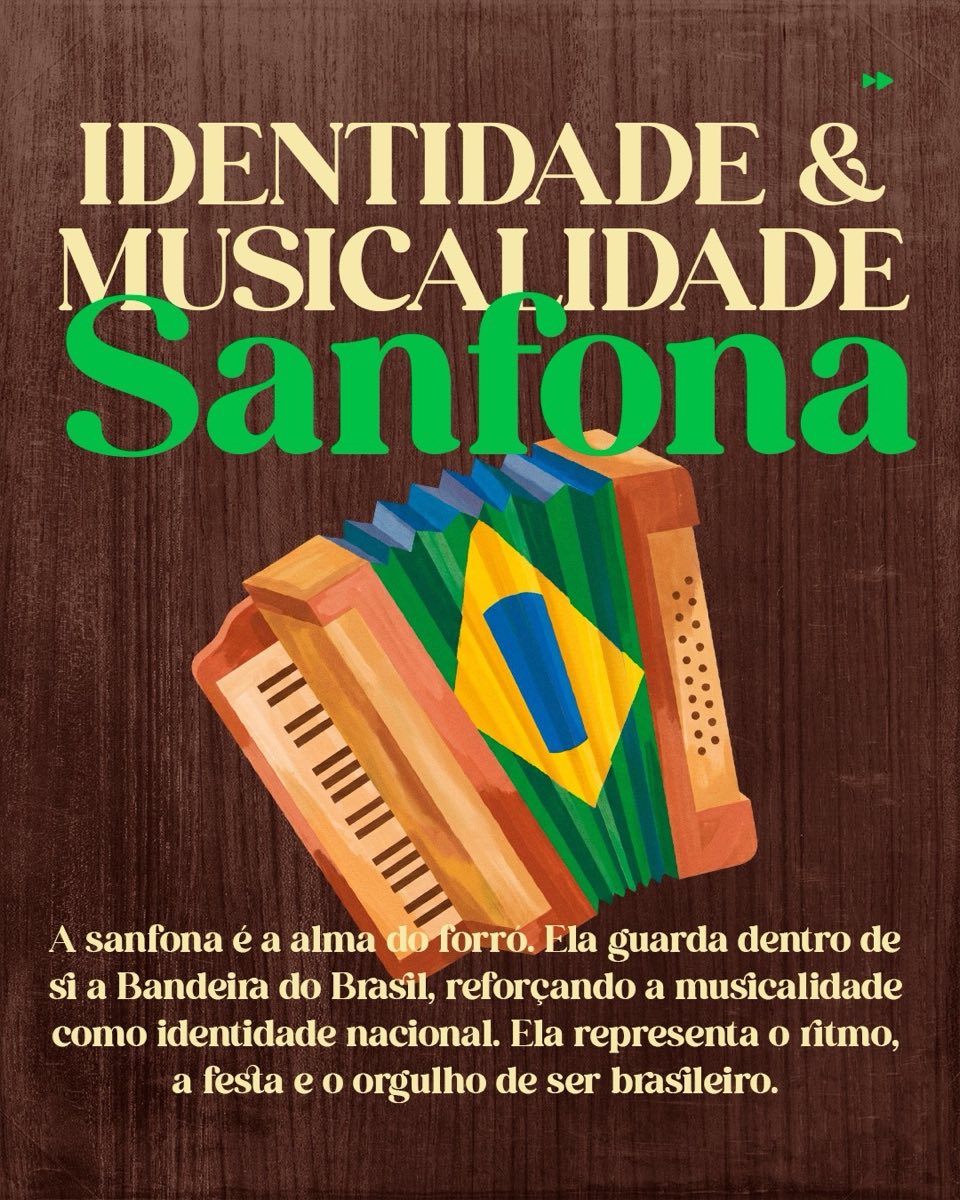 IDENTIDADE &
MUSICALIDADE
Sanfona
A sanfona é a alma do forró. Ela guarda dentro de
si a Bandeira do Brasil, reforçando a musicalidade
como identidade nacional. Ela representa o ritmo,
a festa e o orgulho de ser brasileiro.